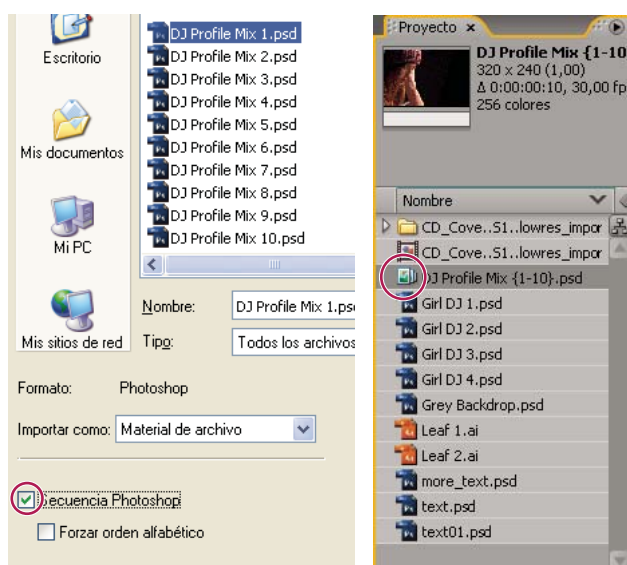 Escritorio
Mis documentos
Mi PC
Mis sitios de red
DJ Profile Mix 1.psd
DJ Profile Mix 2.psd
DJ Profile Mix 3.psd
DJ Profile Mix 4.psd
DJ Profile Mix 5.psd
DJ Profile Mix 6.psd
DJ Profile Mix 7.psd
DJ Profile Mix 8.psd
DJ Profile Mix 9.psd
DJ Profile Mix 10.psd
Nombre: DJ Profile Mix 1.ps
Tipo: Todos los archivos
Formato: Photoshop
Importar como: Material de archivo
Secuencia Photoshop
Forzar orden alfabético
Proyecto
DJ Profile Mix {1-10
320 x 240 (1,00)
Δ 0:00:00:10, 30,00 fp
256 colores
Nombre
CD_Cove..S1..lowres_impor
CD_Cove..S1..lowres_impor
DJ Profile Mix {1-10}.psd
Girl DJ 1.psd
Girl DJ 2.psd
Girl DJ 3.psd
Girl DJ 4.psd
Grey Backdrop.psd
Leaf 1.ai
Leaf 2.ai
more_text.psd
text.psd
text01.psd